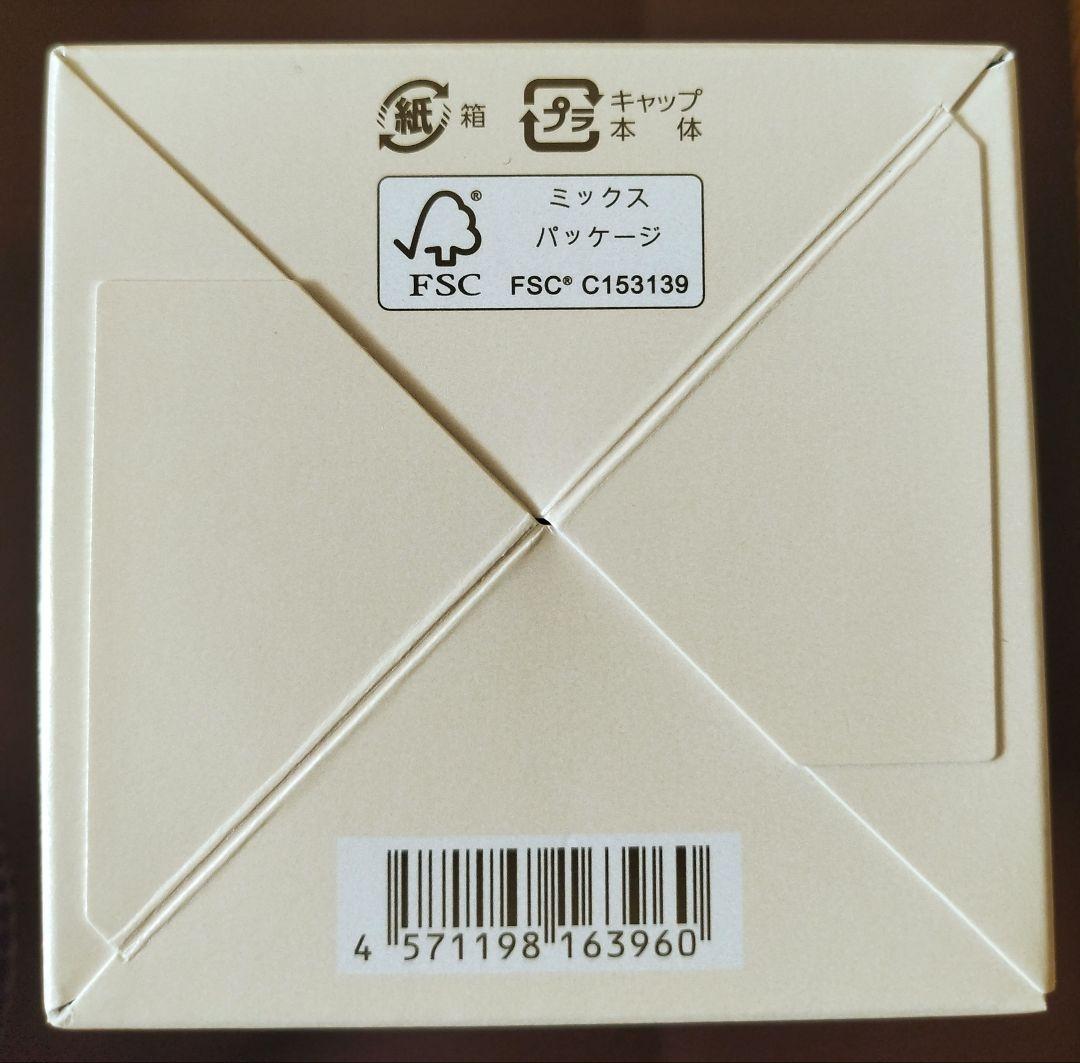 紙 箱 プラ キャップ
本 体
ミックス
パッケージ
FSC® FSC® C153139
4 571198 163960